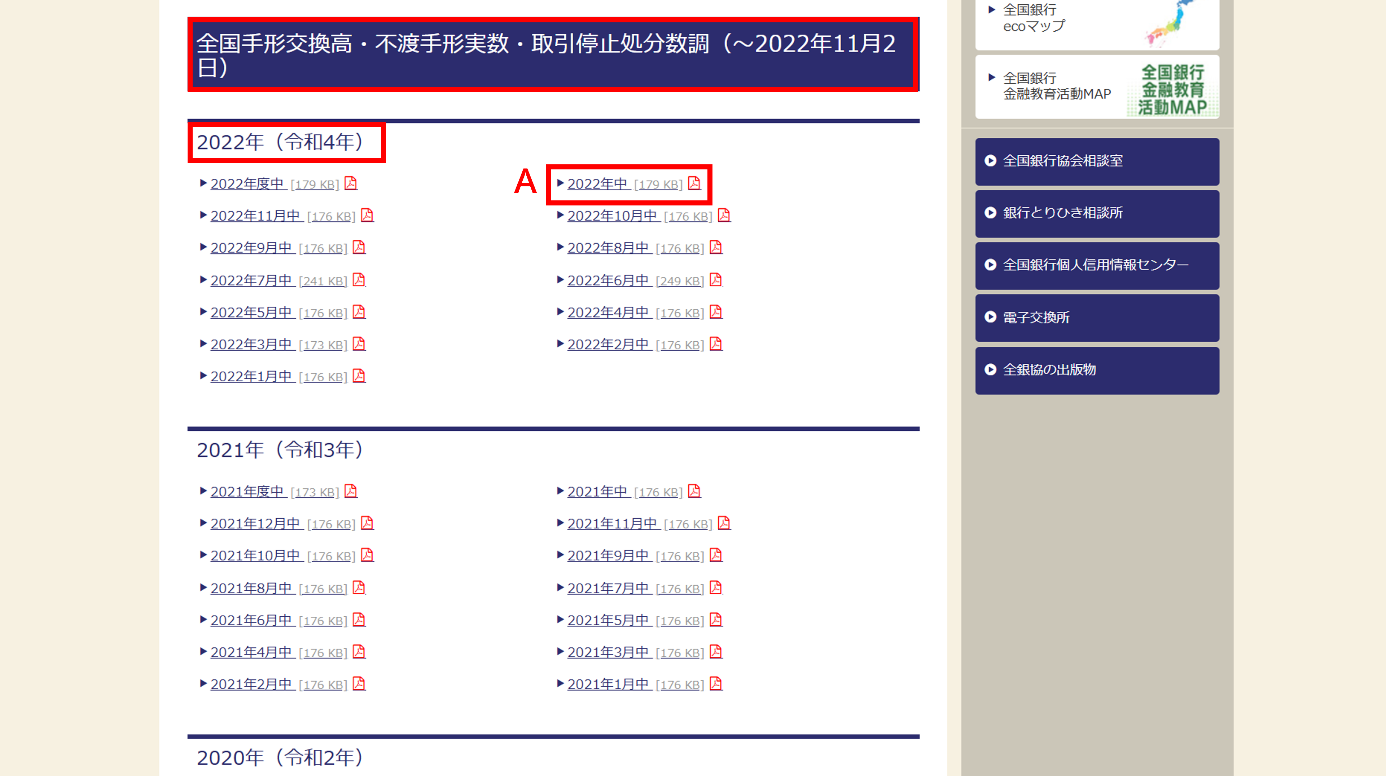 全国手形交換高・不渡手形実数・取引停止処分数調（～2022年11月2
日）
2022年（令和4年）
2022年度中 [179 KB]
A
2022年中 [179 KB]
2022年11月中 [176 KB]
2022年10月中 [176 KB]
2022年9月中 [176 KB]
2022年8月中 [176 KB]
2022年7月中 [241 KB]
2022年6月中 [249 KB]
2022年5月中 [176 KB]
2022年4月中 [176 KB]
2022年3月中 [173 KB]
2022年2月中 [176 KB]
2022年1月中 [176 KB]
2021年（令和3年）
2021年度中 [173 KB]
2021年中 [176 KB]
2021年12月中 [176 KB]
2021年11月中 [176 KB]
2021年10月中 [176 KB]
2021年9月中 [176 KB]
2021年8月中 [176 KB]
2021年7月中 [176 KB]
2021年6月中 [176 KB]
2021年5月中 [176 KB]
2021年4月中 [176 KB]
2021年3月中 [176 KB]
2021年2月中 [176 KB]
2021年1月中 [176 KB]
2020年（令和2年）
全国銀行
ecoマップ
全国銀行
金融教育活動MAP
全国銀行
金融教育
活動MAP
全国銀行協会相談室
銀行とりひき相談所
全国銀行個人信用情報センター
電子交換所
全銀協の出版物